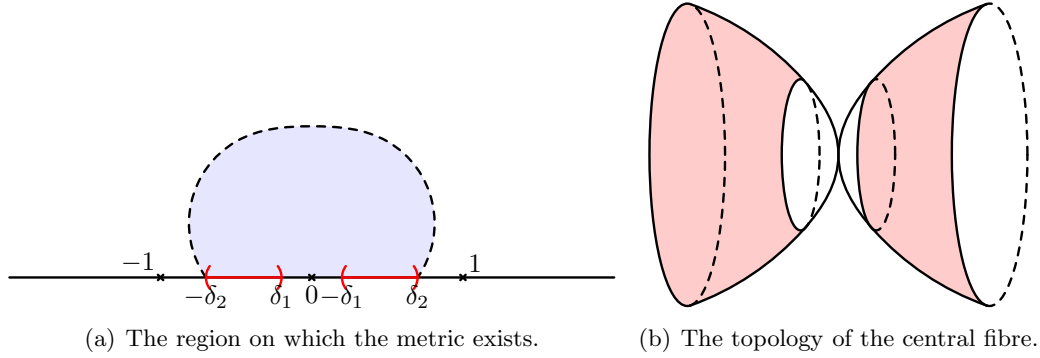 −1 1
−δ₂ δ₁ 0 −δ₁ δ₂
(a) The region on which the metric exists.
(b) The topology of the central fibre.